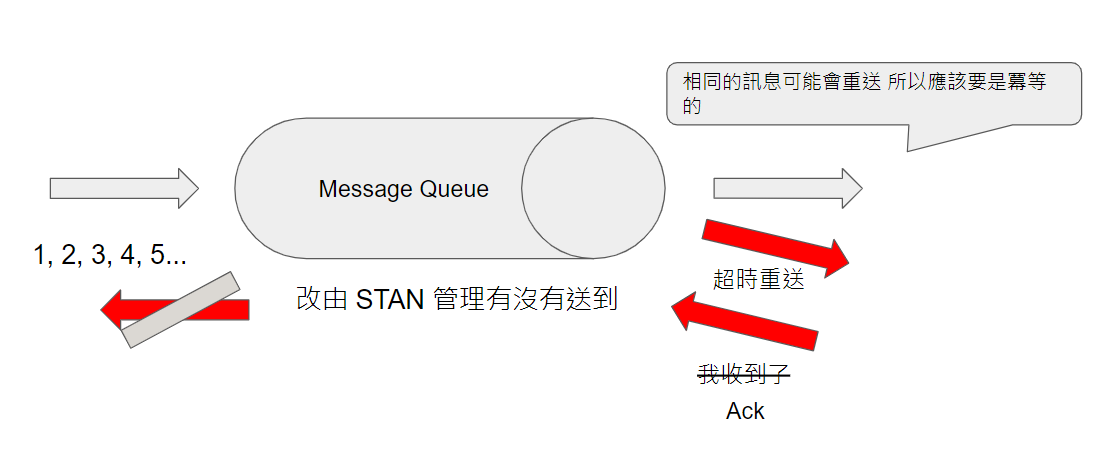 相同的訊息可能會重送 所以應該要是冪等
的
Message Queue
1, 2, 3, 4, 5...
超時重送
改由 STAN 管理有沒有送到
我收到了
Ack